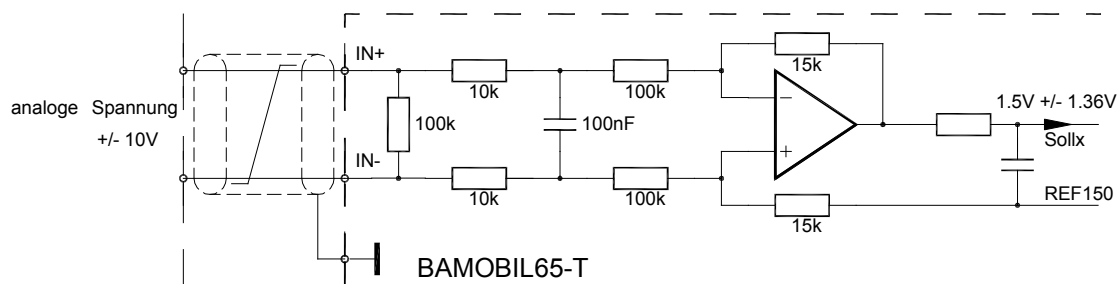 IN+
15k
10k
100k
analoge Spannung
+/- 10V
100k
100nF
1.5V +/- 1.36V
Sollx
IN-
10k
100k
15k
REF150
BAMOBIL65-T